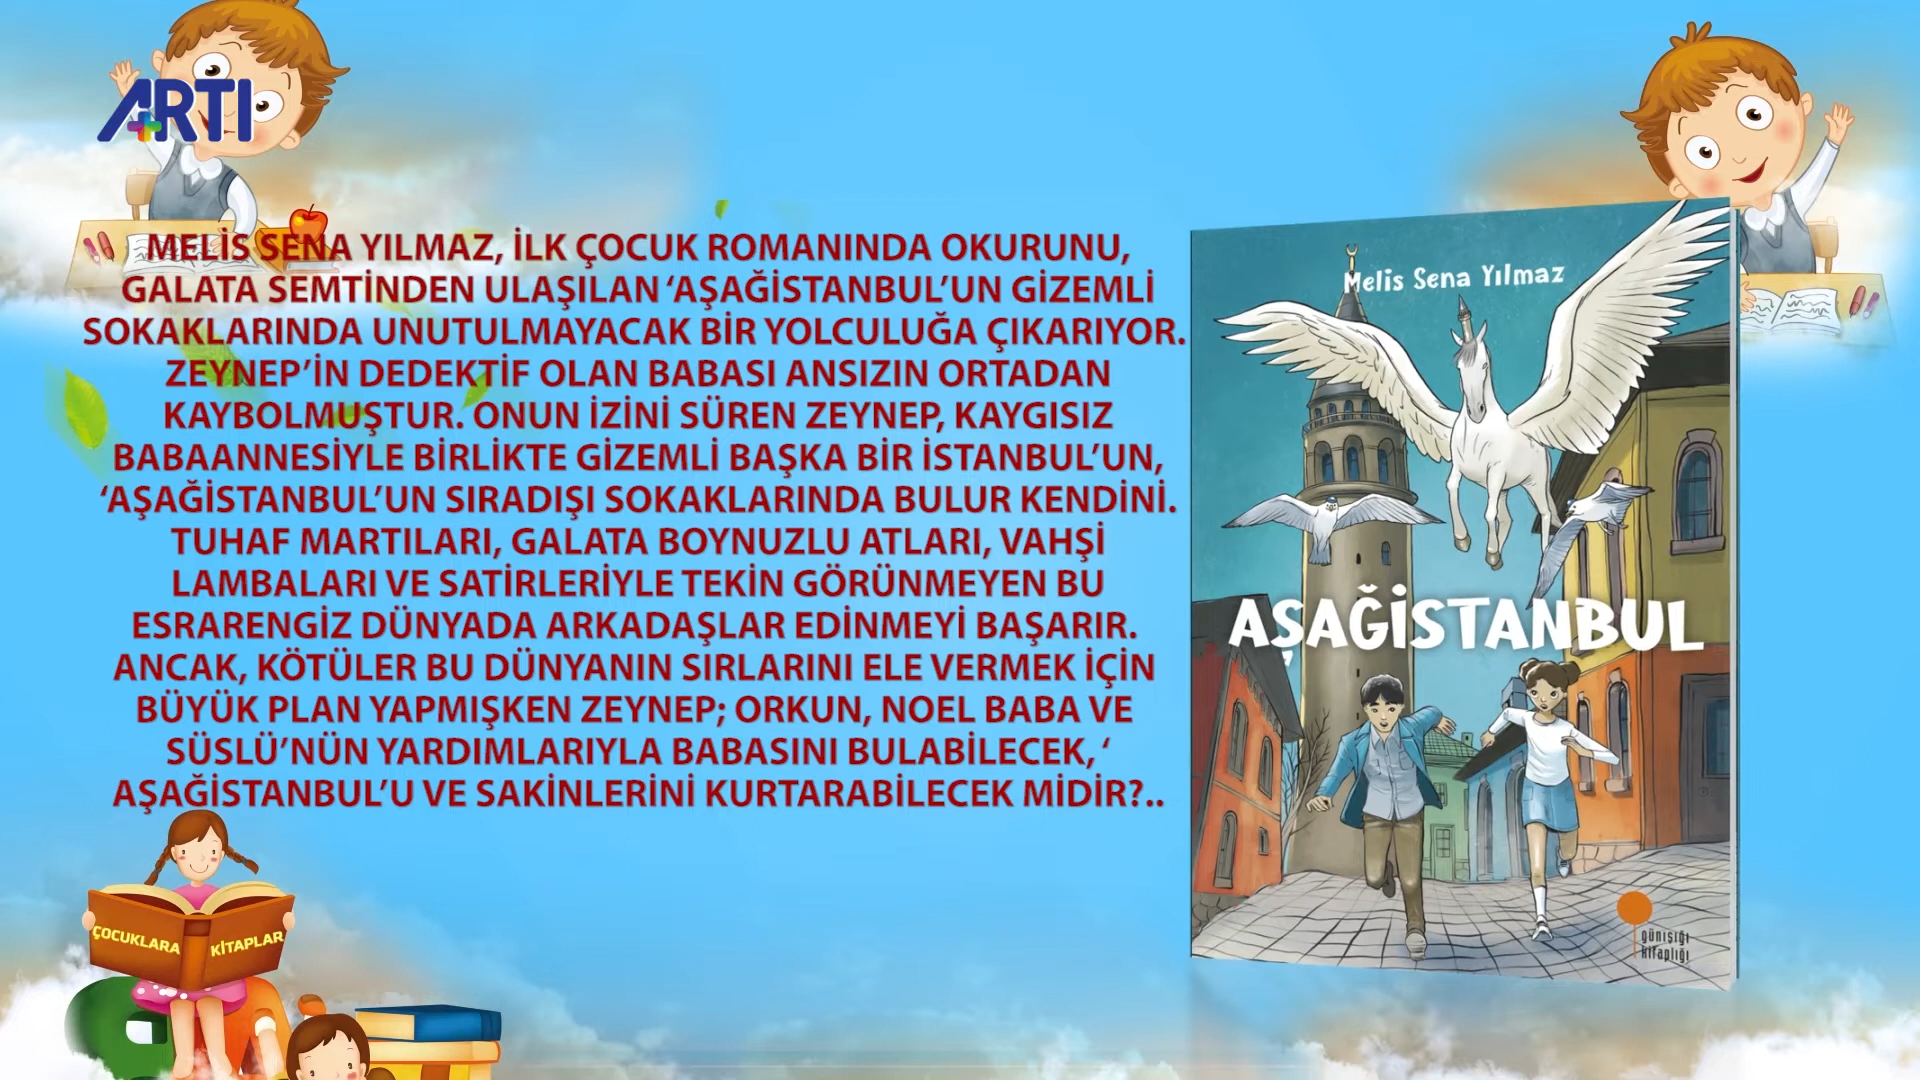 ARTI
MELİS SENA YILMAZ, İLK ÇOCUK ROMANINDA OKURUNU,
GALATA SEMTİNDEN ULAŞILAN ‘AŞAĞİSTANBUL’UN GİZEMLİ
SOKAKLARINDA UNUTULMAYACAK BİR YOLCULUĞA ÇIKARIYOR.
ZEYNEP’İN DEDEKTİF OLAN BABASI ANSIZIN ORTADAN
KAYBOLMUŞTUR. ONUN İZİNİ SÜREN ZEYNEP, KAYGISIZ
BABAANNESİYLE BİRLİKTE GİZEMLİ BAŞKA BİR İSTANBUL’UN,
‘AŞAĞİSTANBUL’UN SIRADIŞI SOKAKLARINDA BULUR KENDİNİ.
TUHAF MARTILARI, GALATA BOYNUZLU ATLARI, VAHŞİ
LAMBALARI VE SATİRLERİYLE TEKİN GÖRÜNMEYEN BU
ESRARENGİZ DÜNYADA ARKADAŞLAR EDİNMEYİ BAŞARIR.
ANCAK, KÖTÜLER BU DÜNYANIN SIRLARINI ELE VERMEK İÇİN
BÜYÜK PLAN YAPMIŞKEN ZEYNEP; ORKUN, NOEL BABA VE
SÜSLÜ’NÜN YARDIMLARIYLA BABASINI BULABİLECEK, ‘
AŞAĞİSTANBUL’U VE SAKİNLERİNİ KURTARABİLECEK MİDİR?..
Melis Sena Yılmaz
AŞAĞİSTANBUL
günışığı
kitaplığı
ÇOCUKLARA
KİTAPLAR